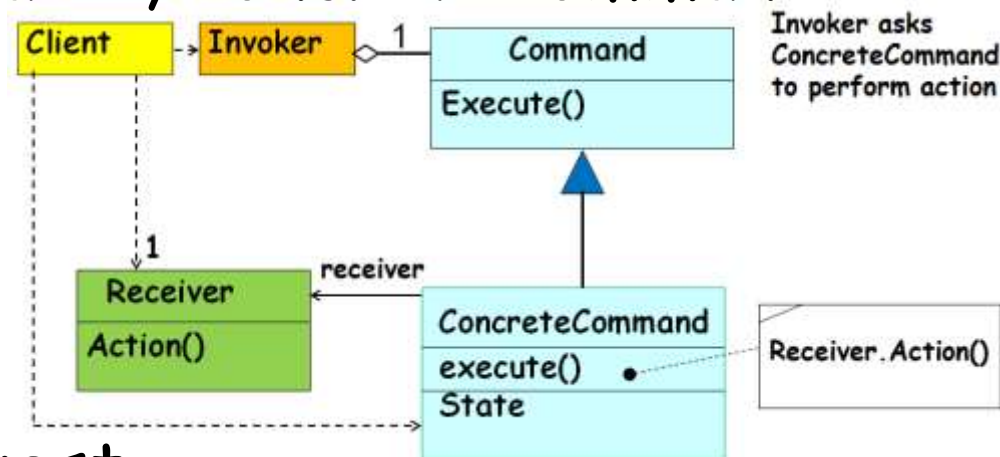 Client
Invoker
1
Command
Execute()
Invoker asks
ConcreteCommand
to perform action
1
Receiver
Action()
receiver
ConcreteCommand
execute()
State
Receiver.Action()